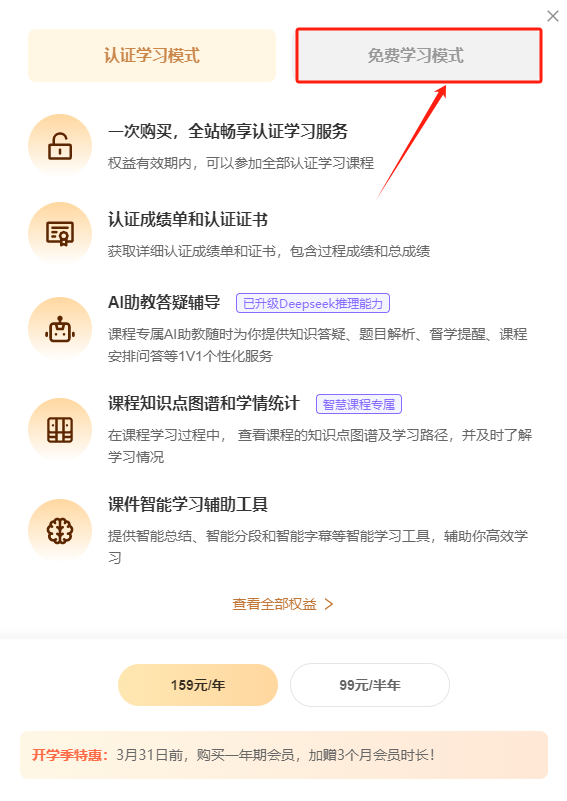 认证学习模式
免费学习模式
一次购买，全站畅享认证学习服务
权益有效期内，可以参加全部认证学习课程
认证成绩单和认证证书
获取详细认证成绩单和证书，包含过程成绩和总成绩
AI助教答疑辅导 已升级Deepseek推理能力
课程专属AI助教随时为你提供知识答疑、题目解析、督学提醒、课程
安排问答等1V1个性化服务
课程知识点图谱和学情统计 智慧课程专属
在课程学习过程中， 查看课程的知识点图谱及学习路径，并及时了解
学习情况
课件智能学习辅助工具
提供智能总结、智能分段和智能字幕等智能学习工具，辅助你高效学
习
查看全部权益
159元/年
99元/半年
开学季特惠：3月31日前，购买一年期会员，加赠3个月会员时长！